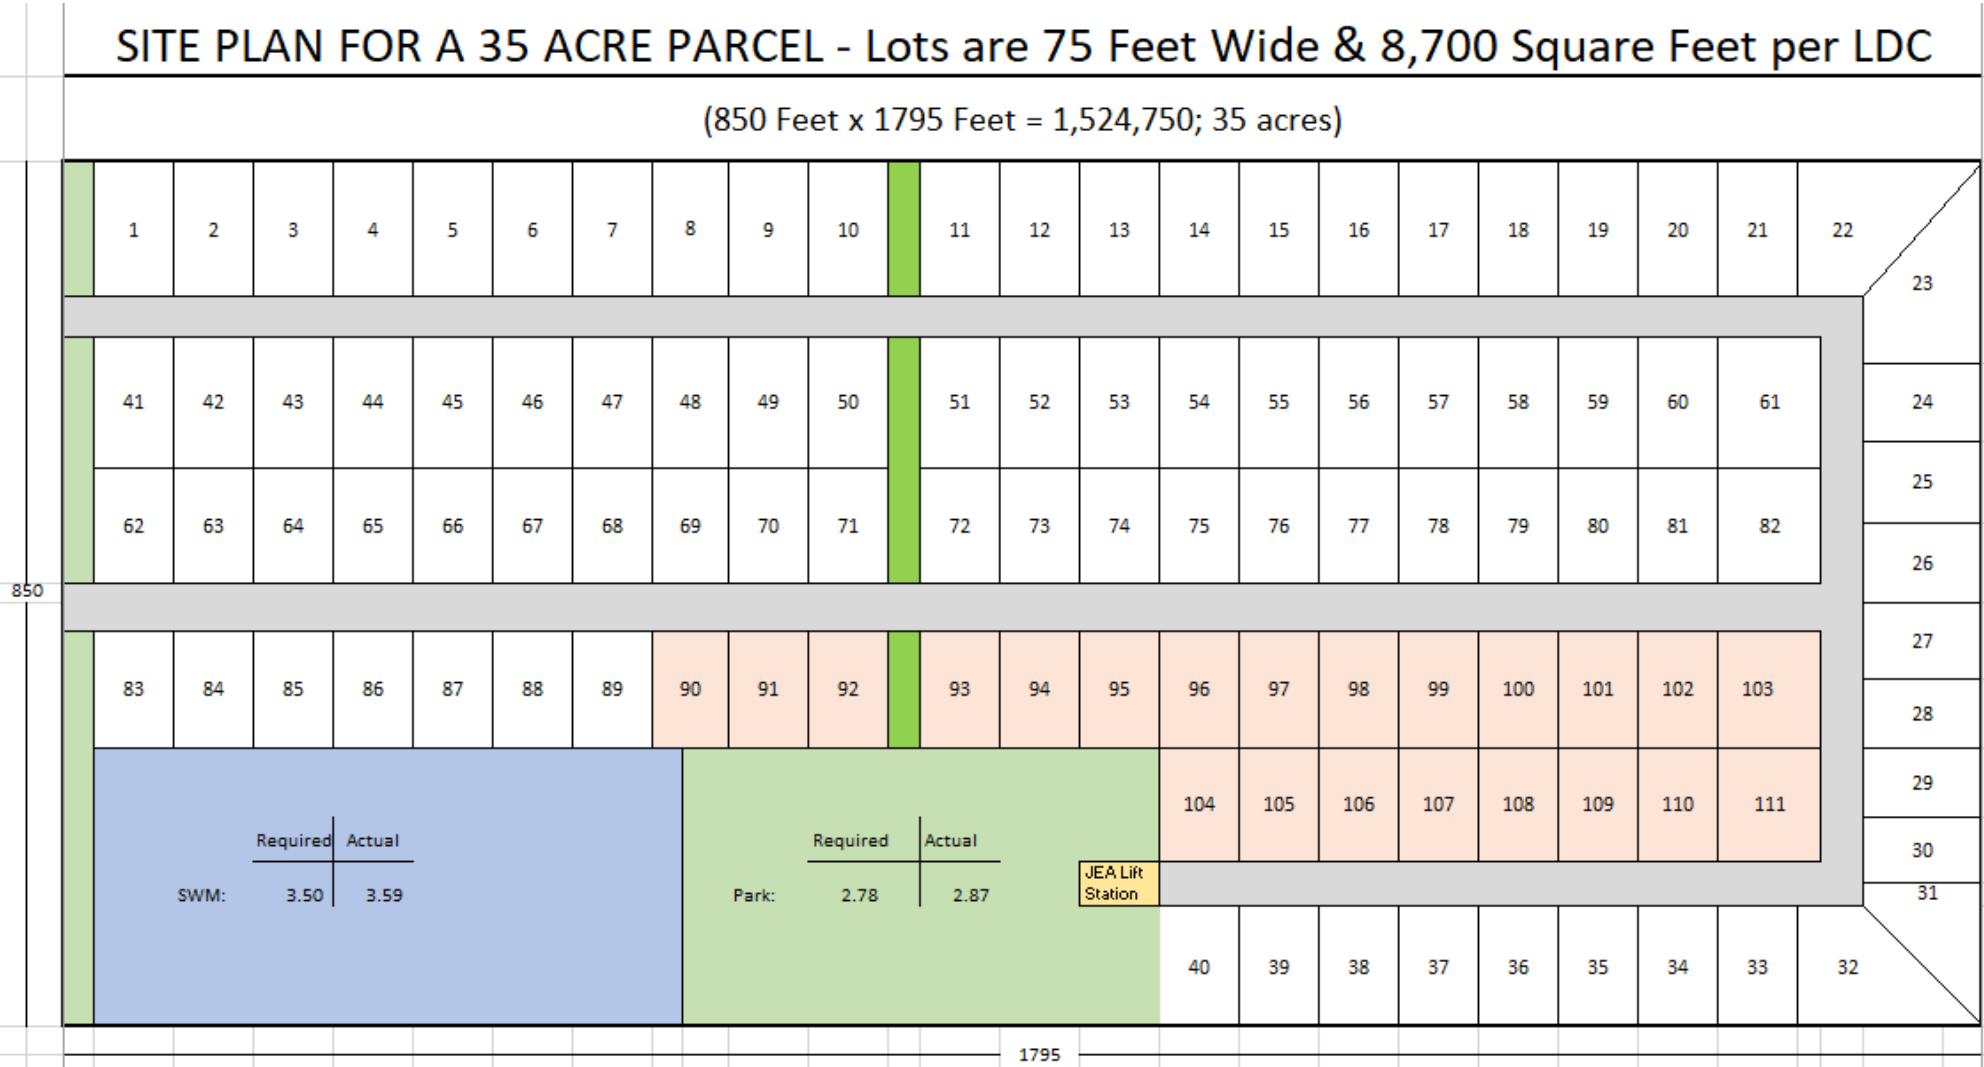 SITE PLAN FOR A 35 ACRE PARCEL - Lots are 75 Feet Wide & 8,700 Square Feet per LDC
(850 Feet x 1795 Feet = 1,524,750; 35 acres)
1 2 3 4 5 6 7 8 9 10 11 12 13 14 15 16 17 18 19 20 21 22
23
41 42 43 44 45 46 47 48 49 50 51 52 53 54 55 56 57 58 59 60 61 24
25
62 63 64 65 66 67 68 69 70 71 72 73 74 75 76 77 78 79 80 81 82
26
850
27
83 84 85 86 87 88 89 90 91 92 93 94 95 96 97 98 99 100 101 102 103
28
29
104 105 106 107 108 109 110 111
Required Actual Required Actual
30
JEA Lift
Station
SWM: 3.50 3.59 Park: 2.78 2.87
31
40 39 38 37 36 35 34 33 32
1795